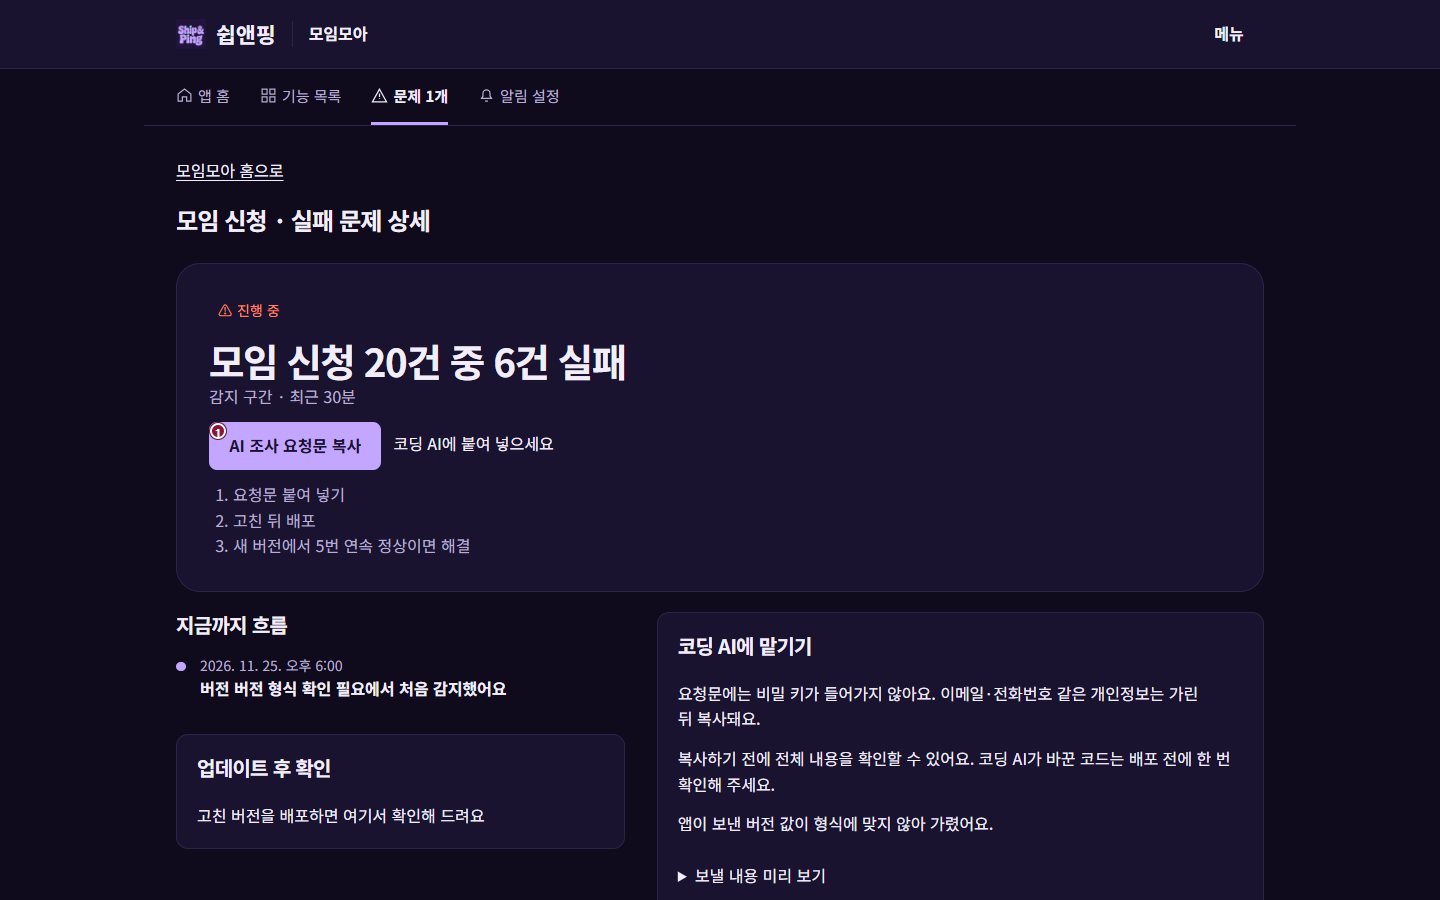 Ship& Ping 쉽앤핑 모임모아 메뉴
앱 홈 기능 목록 문제 1개 알림 설정
모임모아 홈으로
모임 신청 · 실패 문제 상세
진행 중
모임 신청 20건 중 6건 실패
감지 구간 · 최근 30분
1 AI 조사 요청문 복사 코딩 AI에 붙여 넣으세요
1. 요청문 붙여 넣기
2. 고친 뒤 배포
3. 새 버전에서 5번 연속 정상이면 해결
지금까지 흐름
2026. 11. 25. 오후 6:00
버전 버전 형식 확인 필요에서 처음 감지했어요
업데이트 후 확인
고친 버전을 배포하면 여기서 확인해 드려요
코딩 AI에 맡기기
요청문에는 비밀 키가 들어가지 않아요. 이메일·전화번호 같은 개인정보는 가린
뒤 복사돼요.
복사하기 전에 전체 내용을 확인할 수 있어요. 코딩 AI가 바꾼 코드는 배포 전에 한 번
확인해 주세요.
앱이 보낸 버전 값이 형식에 맞지 않아 가렸어요.
▶ 보낼 내용 미리 보기